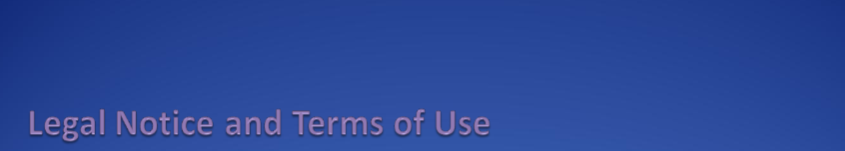 Legal Notice and Terms of Use